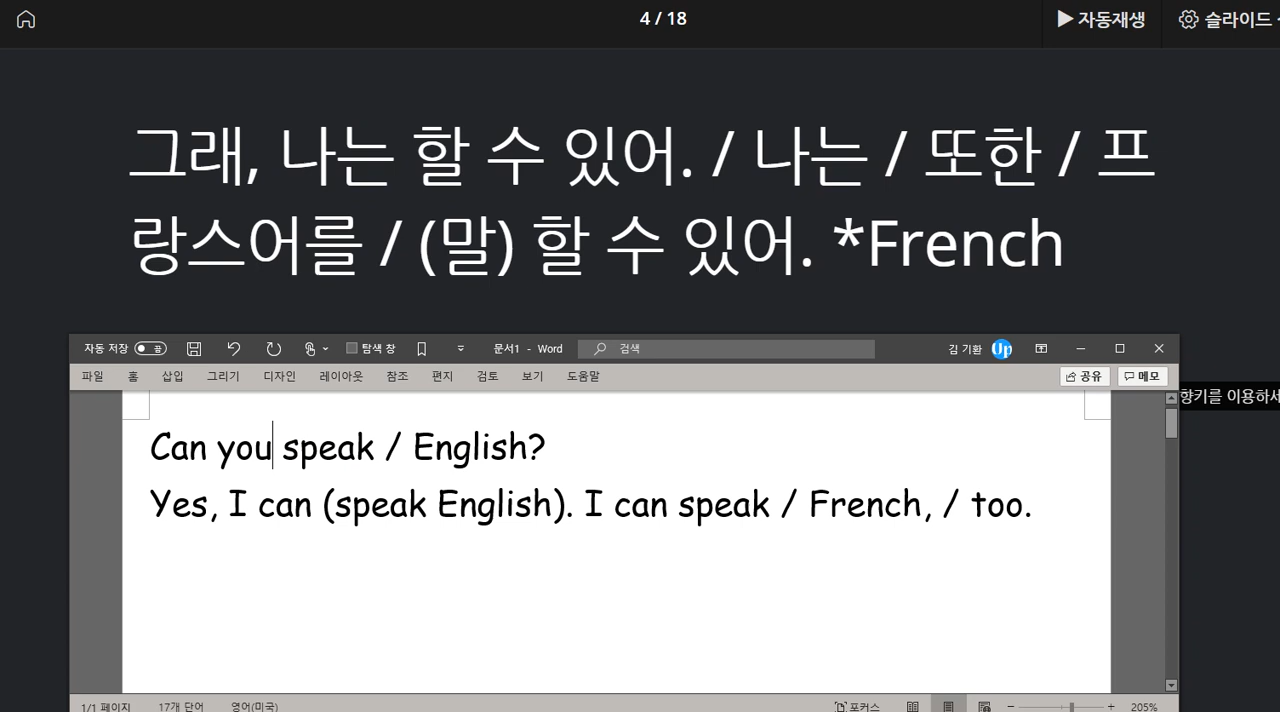 4 / 18
▶ 자동재생
슬라이드
그래, 나는 할 수 있어. / 나는 / 또한 / 프
랑스어를 / (말) 할 수 있어. *French
자동 저장 끔 탐색 창 문서1 - Word 검색 김 기환 Up
파일 홈 삽입 그리기 디자인 레이아웃 참조 편지 검토 보기 도움말 공유 메모
향키를 이용하세
Can you speak / English?
Yes, I can (speak English). I can speak / French, / too.
1/1 페이지 17개 단어 영어(미국) 포커스 205%